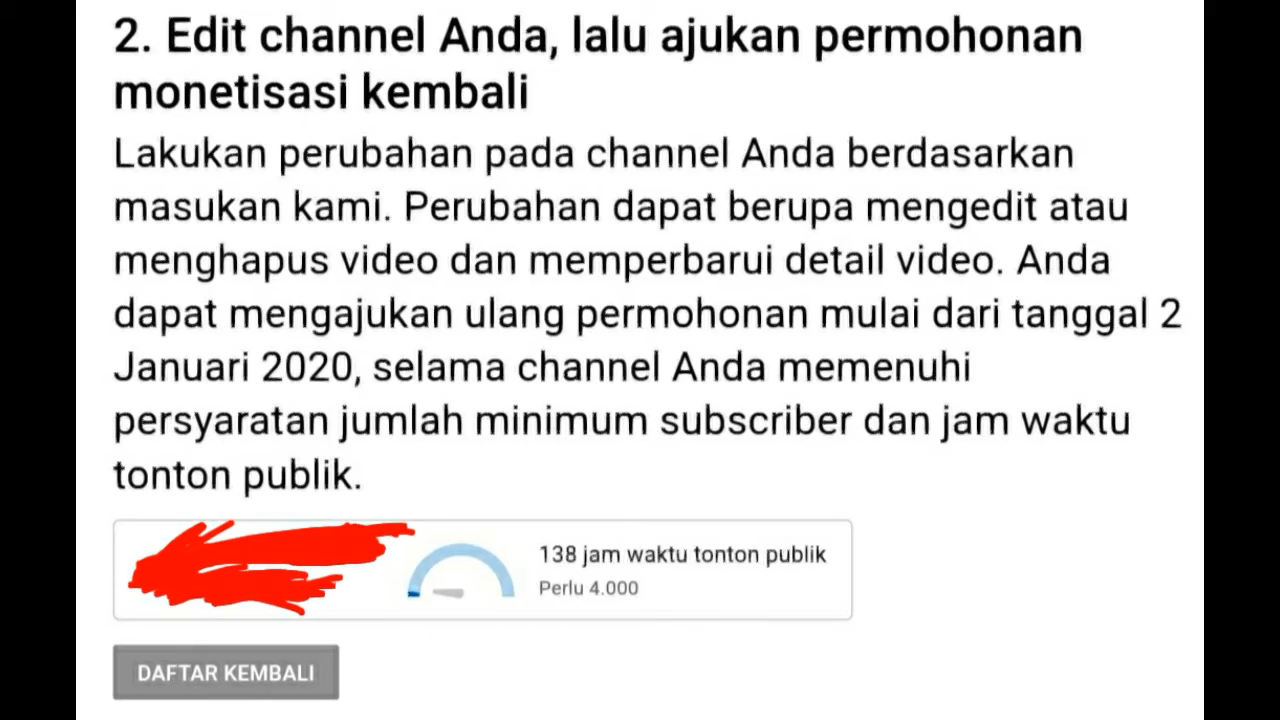 2. Edit channel Anda, lalu ajukan permohonan
monetisasi kembali
Lakukan perubahan pada channel Anda berdasarkan
masukan kami. Perubahan dapat berupa mengedit atau
menghapus video dan memperbarui detail video. Anda
dapat mengajukan ulang permohonan mulai dari tanggal 2
Januari 2020, selama channel Anda memenuhi
persyaratan jumlah minimum subscriber dan jam waktu
tonton publik.
138 jam waktu tonton publik
Perlu 4.000
DAFTAR KEMBALI